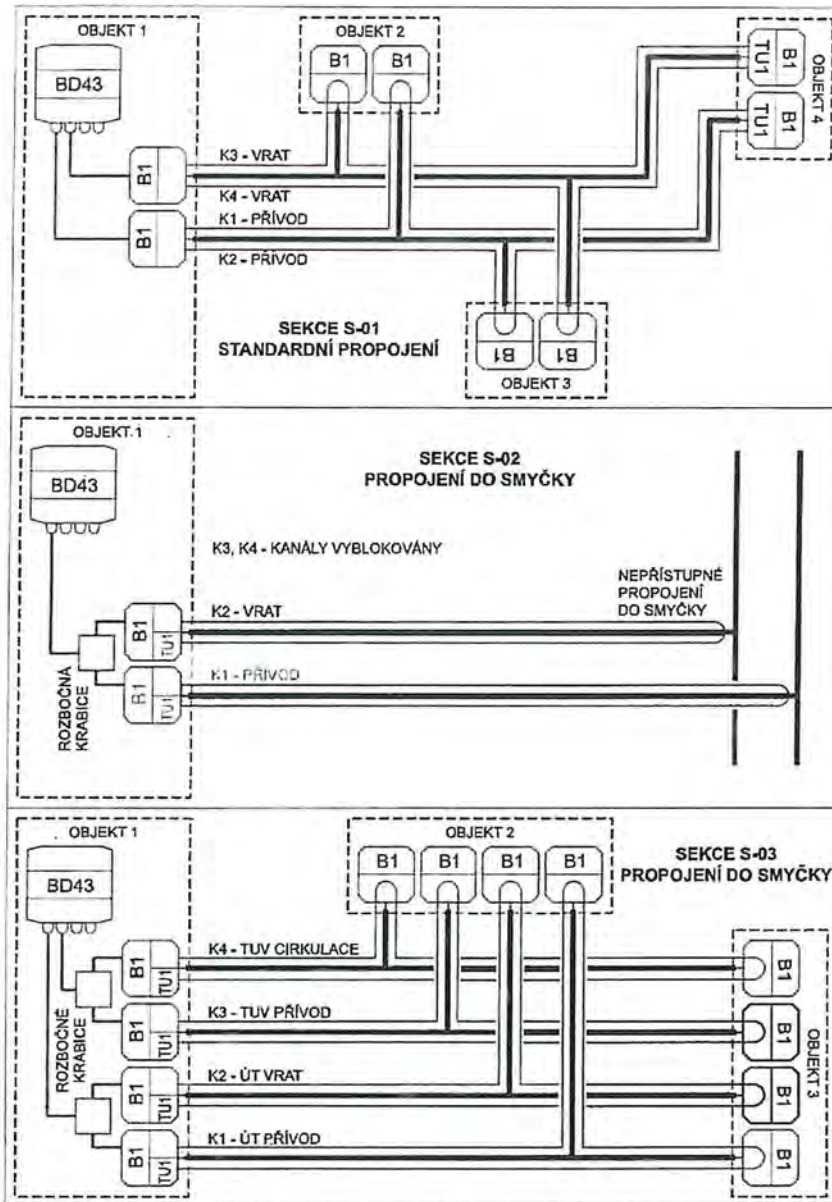 OBJEKT 1
BD43
OBJEKT 2
B1
B1
TU1
B1
TU1
B1
OBJEKT 4
B1
B1
K3 - VRAT
K4 - VRAT
K1 - PŘÍVOD
K2 - PŘÍVOD
SEKCE S-01
STANDARDNÍ PROPOJENÍ
B1
B1
OBJEKT 3
OBJEKT 1
BD43
SEKCE S-02
PROPOJENÍ DO SMYČKY
K3, K4 - KANÁLY VYBLOKOVÁNY
NEPŘÍSTUPNÉ
PROPOJENÍ
DO SMYČKY
B1
TU1
K2 - VRAT
B1
TU1
K1 - PŘÍVOD
ROZBOČNÁ
KRABICE
OBJEKT 1
BD43
OBJEKT 2
B1
B1
B1
B1
SEKCE S-03
PROPOJENÍ DO SMYČKY
B1
TU1
K4 - TUV CIRKULACE
B1
B1
TU1
K3 - TUV PŘÍVOD
B1
B1
TU1
K2 - ÚT VRAT
B1
B1
TU1
K1 - ÚT PŘÍVOD
B1
ROZBOČNÉ
KRABICE
OBJEKT 3